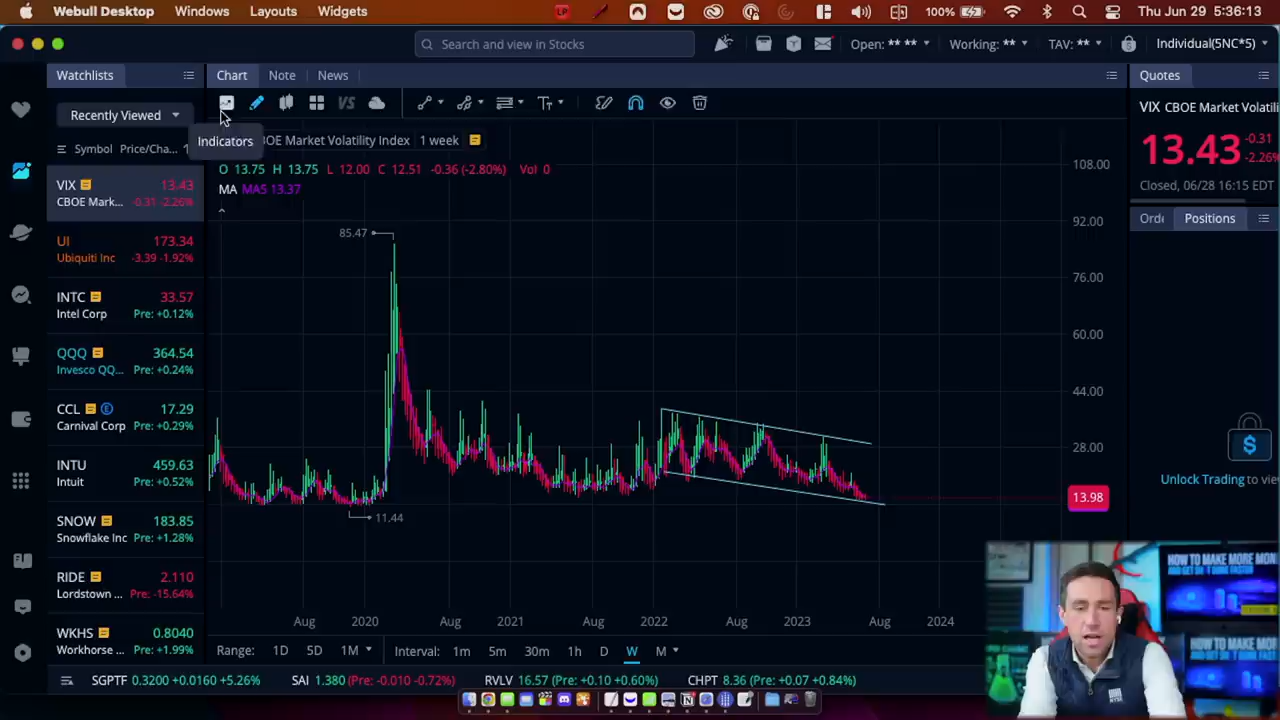 Webull Desktop Windows Layouts Widgets 100% Thu Jun 29 5:36:13
Search and view in Stocks Open: ** ** Working: ** ** TAV: ** Individual(5NC*5)
Watchlists Chart Note News Quotes
Recently Viewed VS T
Indicators
Symbol Price/Cha...
OE Market Volatility Index 1 week
VIX CBOE Market Volatili
13.43 -0.31
-2.26%
Closed, 06/28 16:15 EDT
Orde Positions
Unlock Trading to view
O 13.75 H 13.75 L 12.00 C 12.51 -0.36 (-2.80%) Vol 0
MA MA5 13.37
VIX 13.43
CBOE Mark... -0.31 -2.26%
UI 173.34
Ubiquiti Inc -3.39 -1.92%
INTC 33.57
Intel Corp Pre: +0.12%
QQQ 364.54
Invesco QQ... Pre: +0.24%
CCL E 17.29
Carnival Corp Pre: +0.29%
INTU 459.63
Intuit Pre: +0.52%
SNOW 183.85
Snowflake Inc Pre: +1.28%
RIDE 2.110
Lordstown ... Pre: -15.64%
WKHS 0.8040
Workhorse ... Pre: +1.99%
85.47
11.44
108.00
92.00
76.00
60.00
44.00
28.00
13.98
Aug 2020 Aug 2021 Aug 2022 Aug 2023 Aug 2024
Range: 1D 5D 1M Interval: 1m 5m 30m 1h D W M
SGPTF 0.3200 +0.0160 +5.26% SAI 1.380 (Pre: -0.010 -0.72%) RVLV 16.57 (Pre: +0.10 +0.60%) CHPT 8.36 (Pre: +0.07 +0.84%)
HOW TO MAKE MORE MON